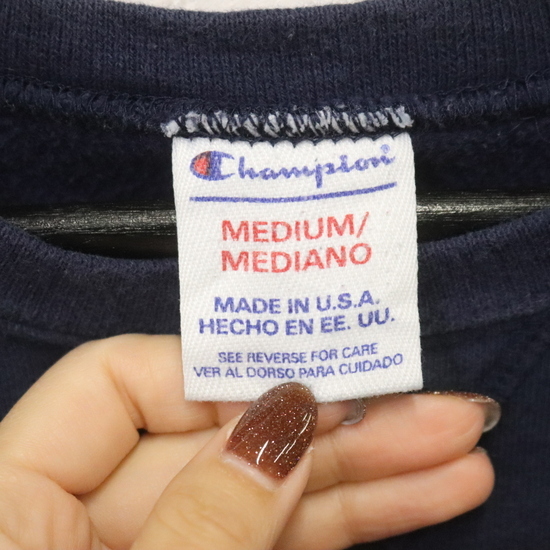 Champion
MEDIUM/
MEDIANO
MADE IN U.S.A.
HECHO EN EE. UU.
SEE REVERSE FOR CARE
VER AL DORSO PARA CUIDADO